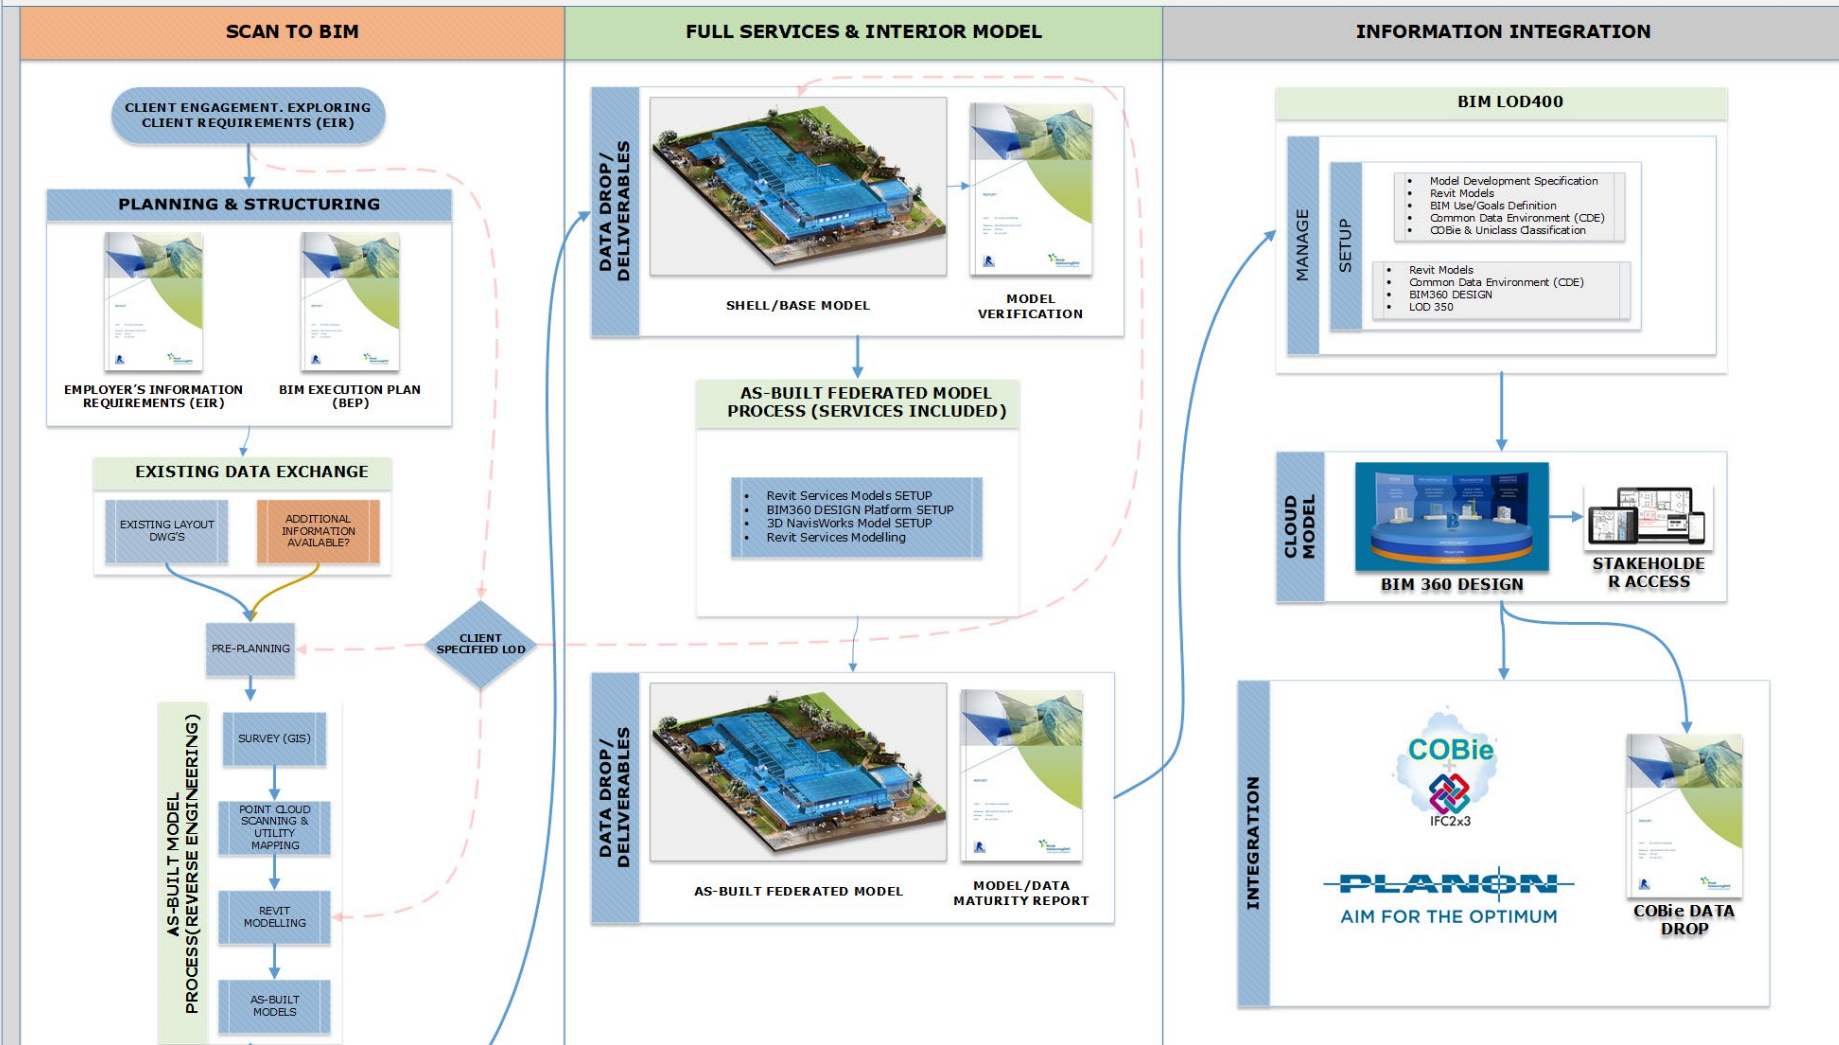 SCAN TO BIM
FULL SERVICES & INTERIOR MODEL
INFORMATION INTEGRATION
CLIENT ENGAGEMENT. EXPLORING
CLIENT REQUIREMENTS (EIR)
PLANNING & STRUCTURING
EMPLOYER'S INFORMATION
REQUIREMENTS (EIR)
BIM EXECUTION PLAN
(BEP)
EXISTING DATA EXCHANGE
EXISTING LAYOUT
DWG'S
ADDITIONAL
INFORMATION
AVAILABLE?
PRE-PLANNING
CLIENT
SPECIFIED LOD
AS-BUILT MODEL
PROCESS(REVERSE ENGINEERING)
SURVEY (GIS)
POINT CLOUD
SCANNING &
UTILITY
MAPPING
REVIT
MODELLING
AS-BUILT
MODELS
DATA DROP/
DELIVERABLES
SHELL/BASE MODEL
REPORT
MODEL
VERIFICATION
AS-BUILT FEDERATED MODEL
PROCESS (SERVICES INCLUDED)
• Revit Services Models SETUP
• BIM360 DESIGN Platform SETUP
• 3D NavisWorks Model SETUP
• Revit Services Modelling
DATA DROP/
DELIVERABLES
AS-BUILT FEDERATED MODEL
REPORT
MODEL/DATA
MATURITY REPORT
BIM LOD400
MANAGE
SETUP
• Model Development Specification
• Revit Models
• BIM Use/Goals Definition
• Common Data Environment (CDE)
• COBie & Uniclass Classification
• Revit Models
• Common Data Environment (CDE)
• BIM360 DESIGN
• LOD 350
CLOUD
MODEL
BIM 360 DESIGN
STAKEHOLDE
R ACCESS
INTEGRATION
COBie
+
IFC2x3
PLANON
AIM FOR THE OPTIMUM
REPORT
COBie DATA
DROP